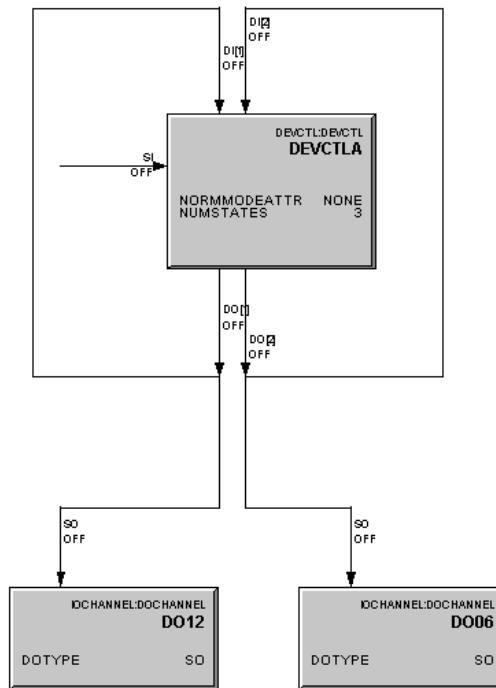 DI[2]
OFF
DI[1]
OFF
DEVCTL:DEVCTL
DEVCTLA
SI
OFF
NORMMODEATTR NONE
NUMSTATES 3
DO[1]
OFF
DO[2]
OFF
SO
OFF
SO
OFF
IOCHANNEL:DOCHANNEL
DO12
DOTYPE SO
IOCHANNEL:DOCHANNEL
DO06
DOTYPE SO